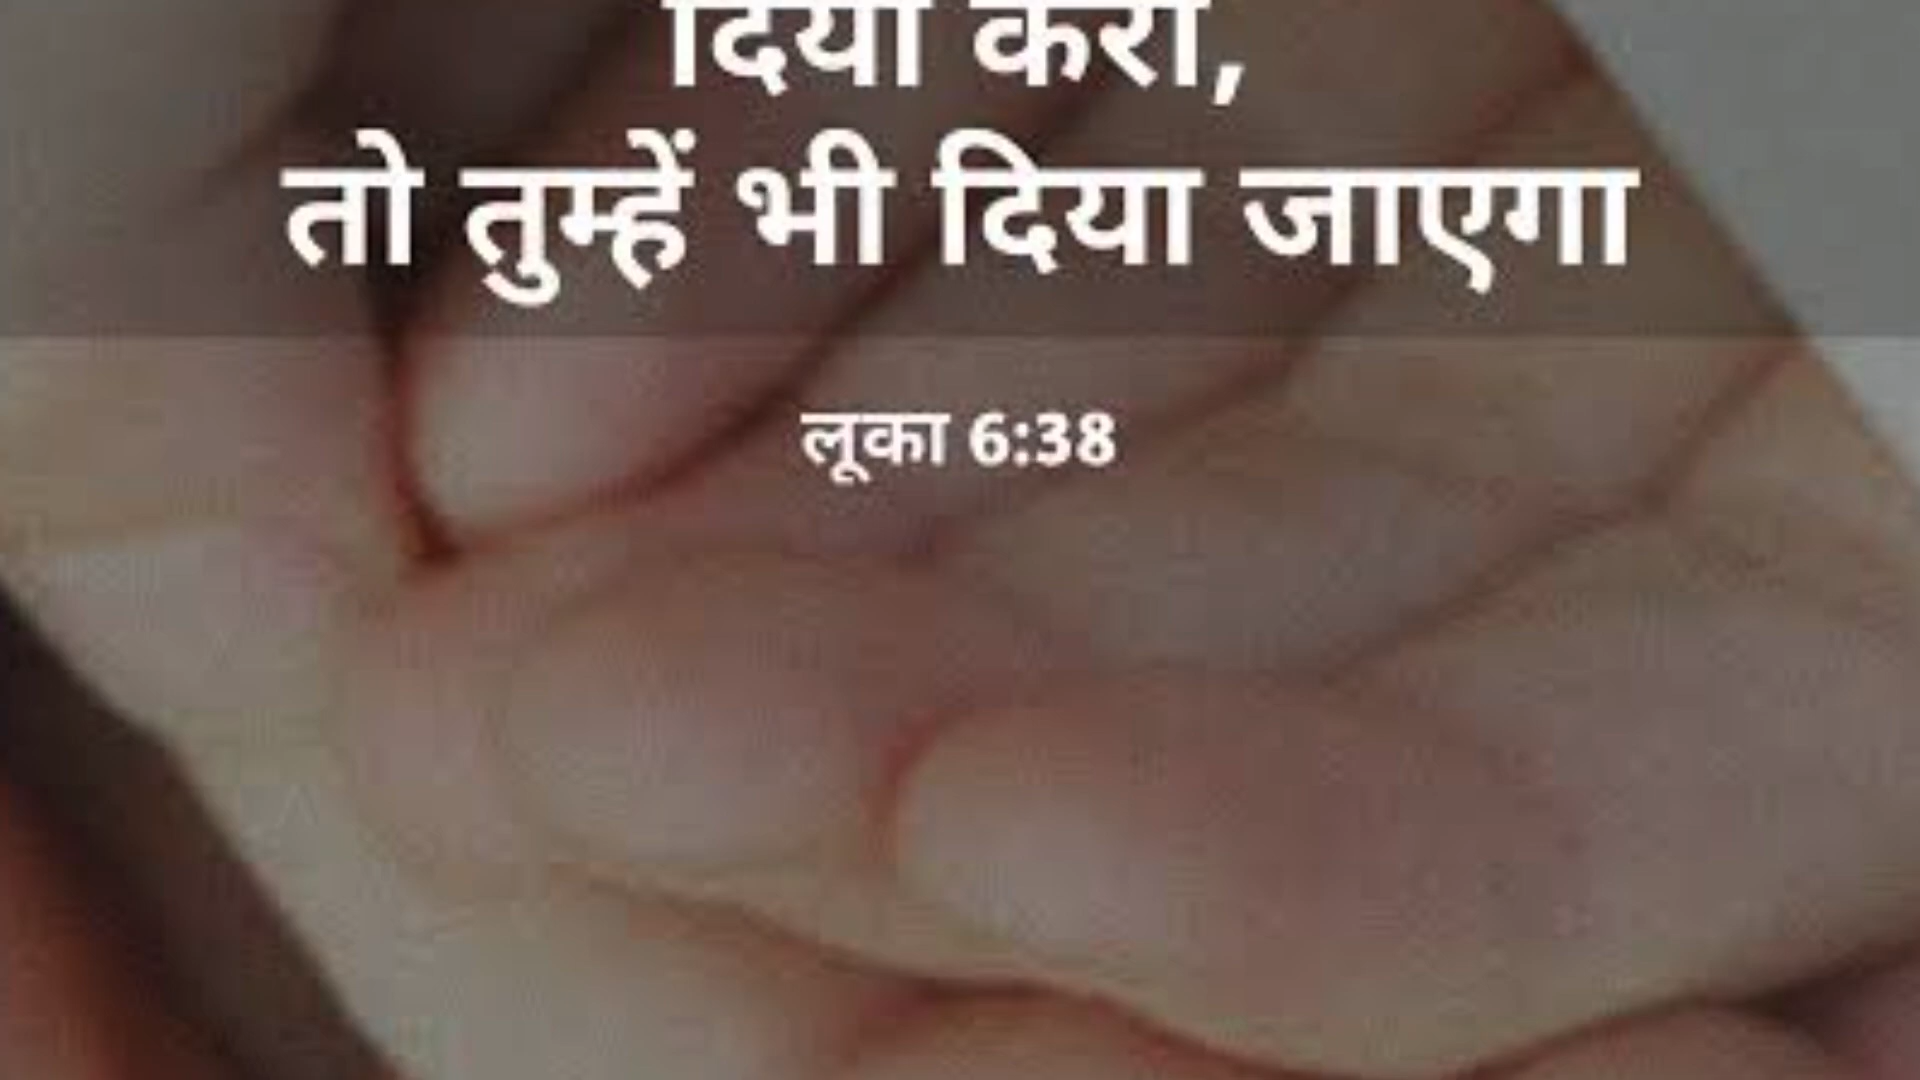 दिया करो,
तो तुम्हें भी दिया जाएगा
लूका 6:38